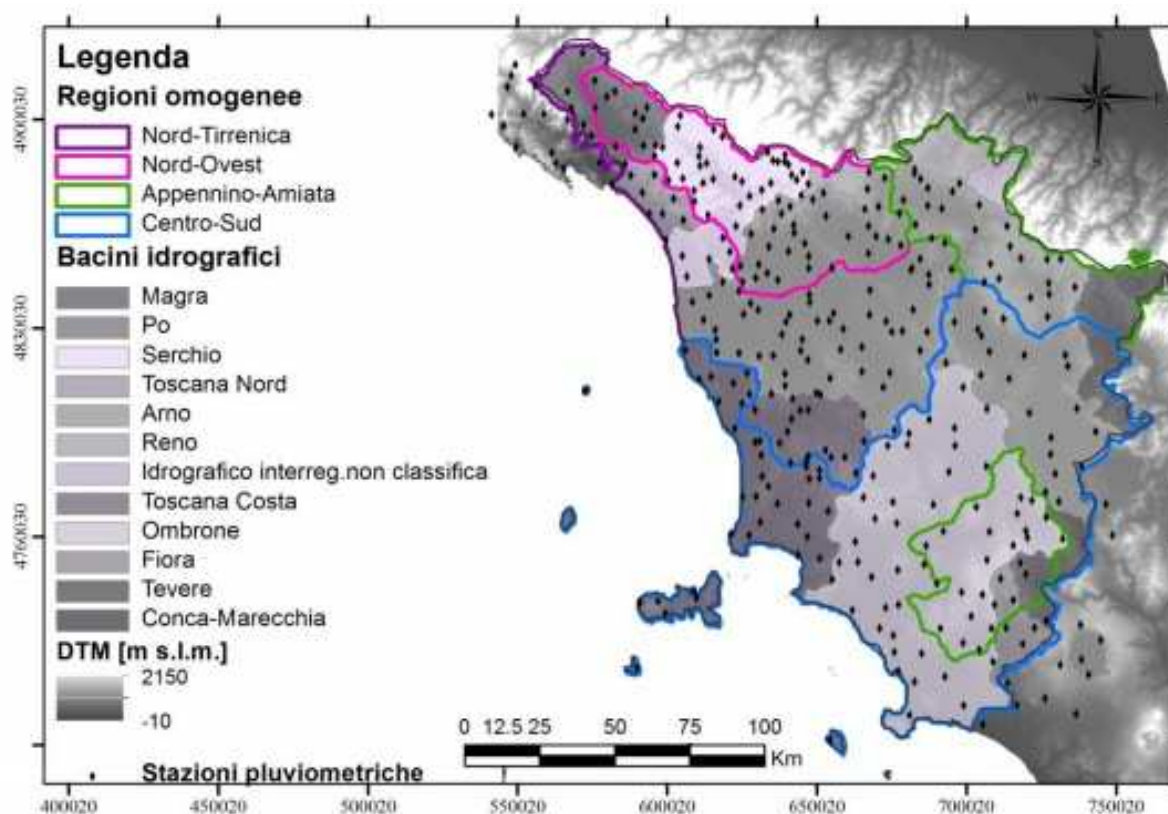 Legenda
Regioni omogenee
Nord-Tirrenica
Nord-Ovest
Appennino-Amiata
Centro-Sud
Bacini idrografici
Magra
Po
Serchio
Toscana Nord
Arno
Reno
Idrografico interreg.non classifica
Toscana Costa
Ombrone
Fiora
Tevere
Conca-Marecchia
DTM [m s.l.m.]
2150
-10
Stazioni pluviometriche
0 12.5 25 50 75 100
Km
N
W E
4900030
4830030
4760030
400020 450020 500020 550020 600020 650020 700020 750020